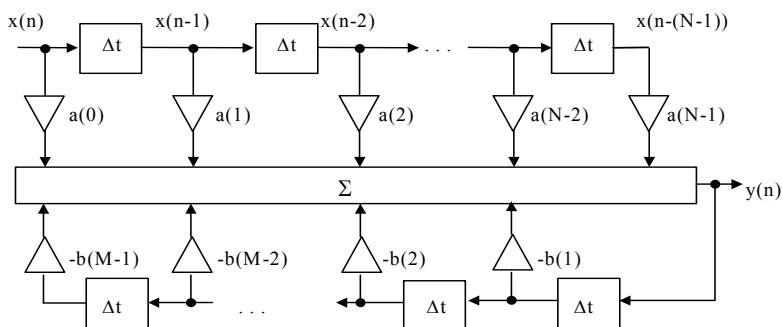 x(n) x(n-1) x(n-2) x(n-(N-1))
Δt Δt . . . Δt
a(0) a(1) a(2) a(N-2) a(N-1)
Σ
y(n)
-b(M-1) -b(M-2) -b(2) -b(1)
Δt . . . Δt Δt